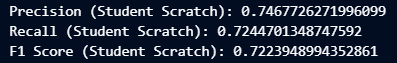 Precision (Student Scratch): 0.7467726271996099
Recall (Student Scratch): 0.7244701348747592
F1 Score (Student Scratch): 0.7223948994352861